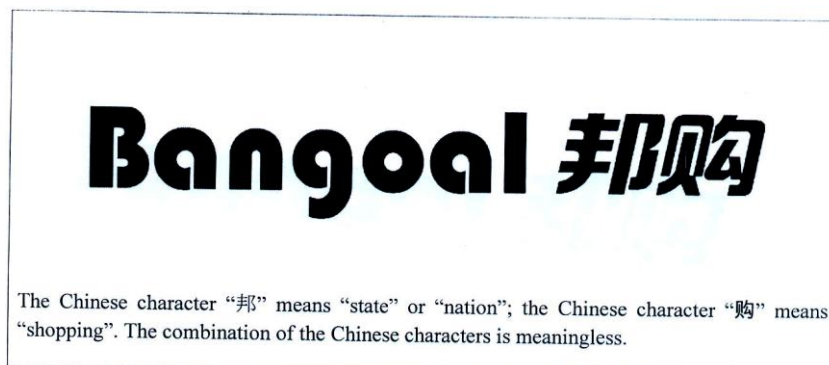 Bangoal 邦购
The Chinese character “邦” means “state” or “nation”; the Chinese character “购” means
“shopping”. The combination of the Chinese characters is meaningless.